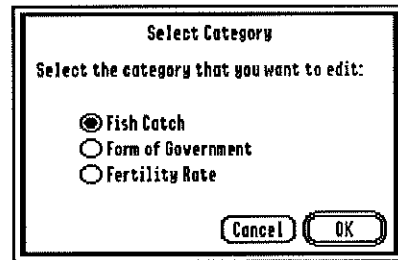 Select Category
Select the category that you want to edit:
Fish Catch
Form of Government
Fertility Rate
Cancel OK